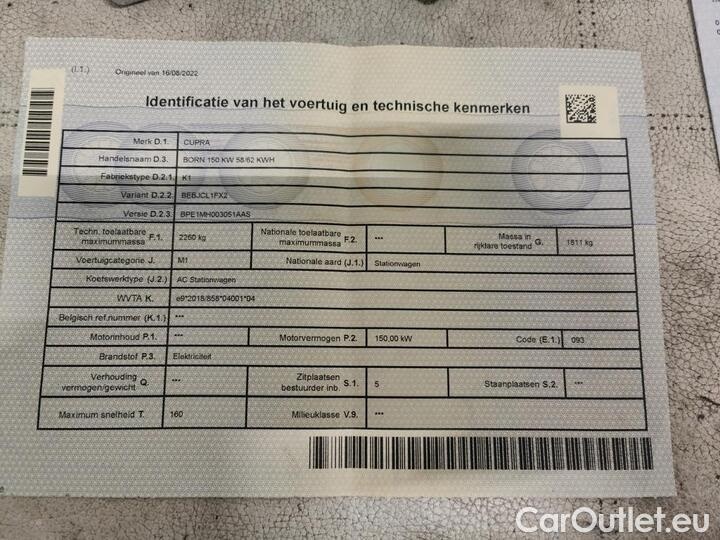 (I.1.) Origineel van 16/08/2022
Identificatie van het voertuig en technische kenmerken
Merk D.1. CUPRA
Handelsnaam D.3. BORN 150 KW 58/62 KWH
Fabriekstype D.2.1. K1
Variant D.2.2. BEBJCL1FX2
Versie D.2.3. BPE1MH003051AAS
Techn. toelaatbare maximummassa F.1. 2260 kg Nationale toelaatbare maximummassa F.2. --- Massa in rijklare toestand G. 1811 kg
Voertuigcategorie J. M1 Nationale aard (J.1.) Stationwagen
Koetswerktype (J.2.) AC Stationwagen
WVTA K. e9*2018/858*04001*04
Belgisch ref.nummer (K.1.) ---
Motorinhoud P.1. --- Motorvermogen P.2. 150,00 kW Code (E.1.) 093
Brandstof P.3. Elektriciteit
Verhouding vermogen/gewicht Q. --- Zitplaatsen bestuurder inb. S.1. 5 Staanplaatsen S.2. ---
Maximum snelheid T. 160 Milieuklasse V.9. ---
CarOutlet.eu